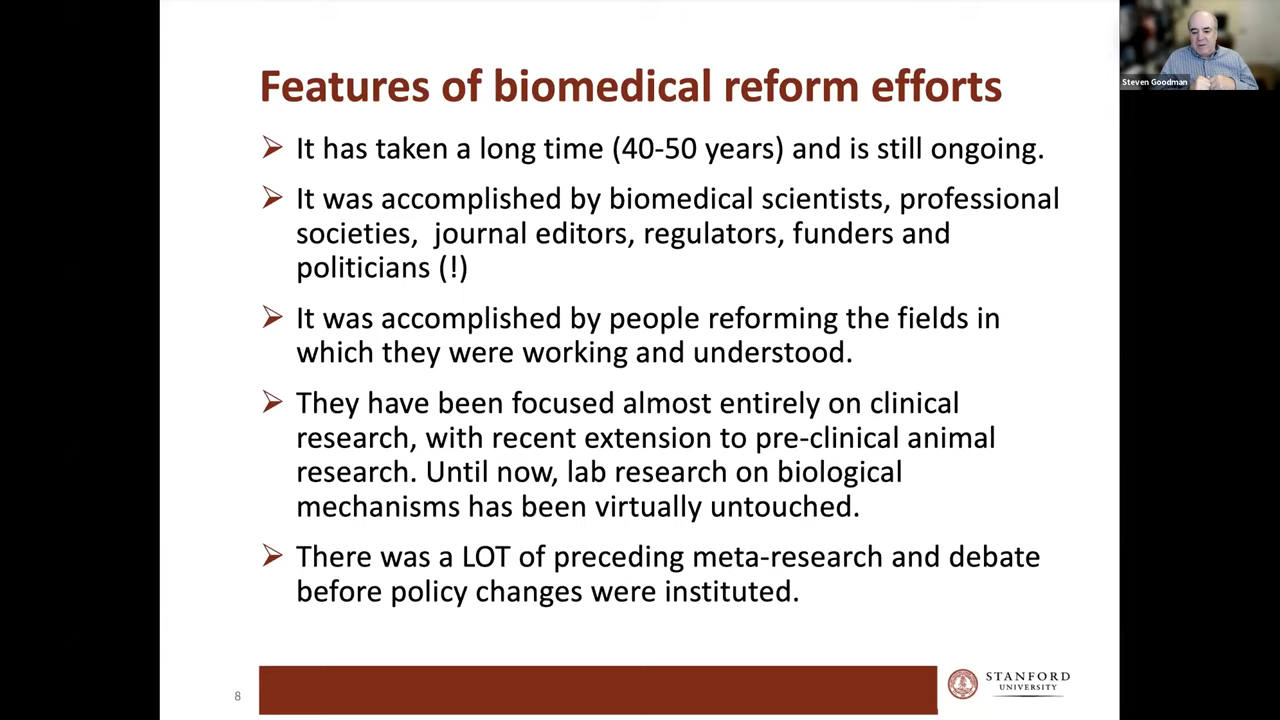 Features of biomedical reform efforts
It has taken a long time (40-50 years) and is still ongoing.
It was accomplished by biomedical scientists, professional
societies, journal editors, regulators, funders and
politicians (!)
It was accomplished by people reforming the fields in
which they were working and understood.
They have been focused almost entirely on clinical
research, with recent extension to pre-clinical animal
research. Until now, lab research on biological
mechanisms has been virtually untouched.
There was a LOT of preceding meta-research and debate
before policy changes were instituted.
8
STANFORD
UNIVERSITY
Steven Goodman